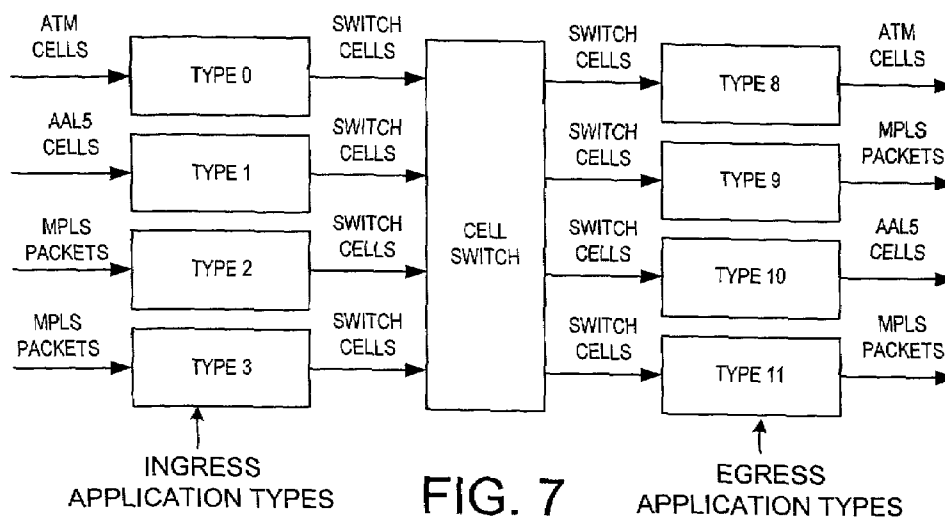 ATM
CELLS
TYPE 0
SWITCH
CELLS
AAL5
CELLS
TYPE 1
SWITCH
CELLS
MPLS
PACKETS
TYPE 2
SWITCH
CELLS
MPLS
PACKETS
TYPE 3
SWITCH
CELLS
CELL
SWITCH
SWITCH
CELLS
TYPE 8
ATM
CELLS
SWITCH
CELLS
TYPE 9
MPLS
PACKETS
SWITCH
CELLS
TYPE 10
AAL5
CELLS
SWITCH
CELLS
TYPE 11
MPLS
PACKETS
INGRESS
APPLICATION TYPES
FIG. 7
EGRESS
APPLICATION TYPES